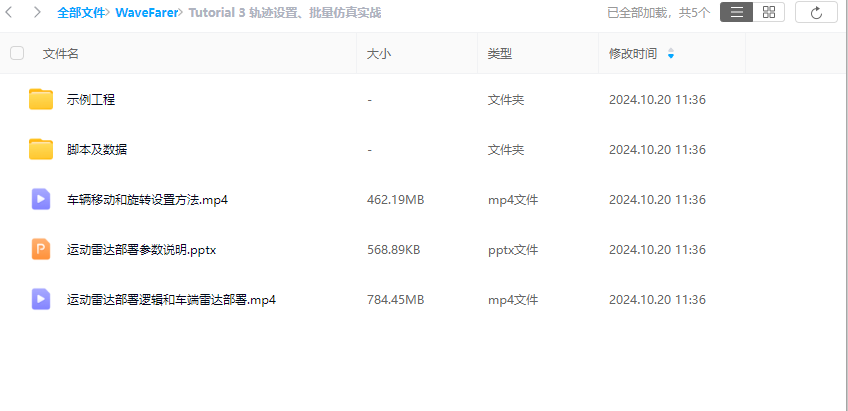 全部文件> WaveFarer> Tutorial 3 轨迹设置、批量仿真实战 已全部加载，共5个
文件名 大小 类型 修改时间
示例工程 - 文件夹 2024.10.20 11:36
脚本及数据 - 文件夹 2024.10.20 11:36
车辆移动和旋转设置方法.mp4 462.19MB mp4文件 2024.10.20 11:36
P 运动雷达部署参数说明.pptx 568.89KB pptx文件 2024.10.20 11:36
运动雷达部署逻辑和车端雷达部署.mp4 784.45MB mp4文件 2024.10.20 11:36